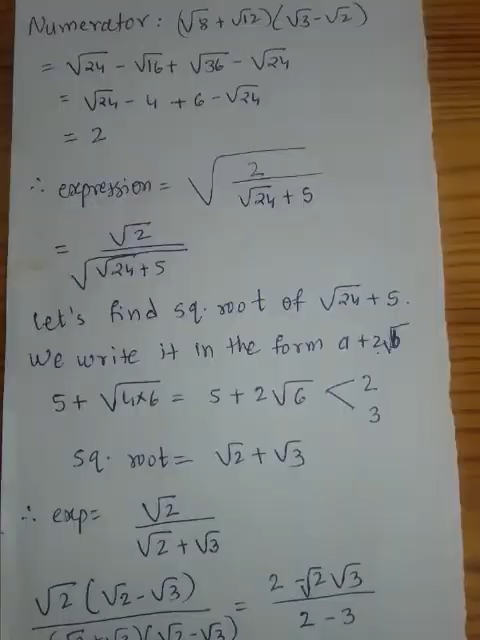 Numerator: (√8 + √12)(√3 - √2)
= √24 - √16 + √36 - √24
= √24 - 4 + 6 - √24
= 2
∴ expression = √(2 / (√24 + 5))
= √2 / √(√24 + 5)
Let's find sq. root of √24 + 5.
We write it in the form a + 2√b
5 + √4×6 = 5 + 2√6 < 2 3
sq. root = √2 + √3
∴ exp = √2 / (√2 + √3)
√2 (√2 - √3) / (√2 + √3)(√2 - √3) = (2 - √2√3) / (2 - 3)